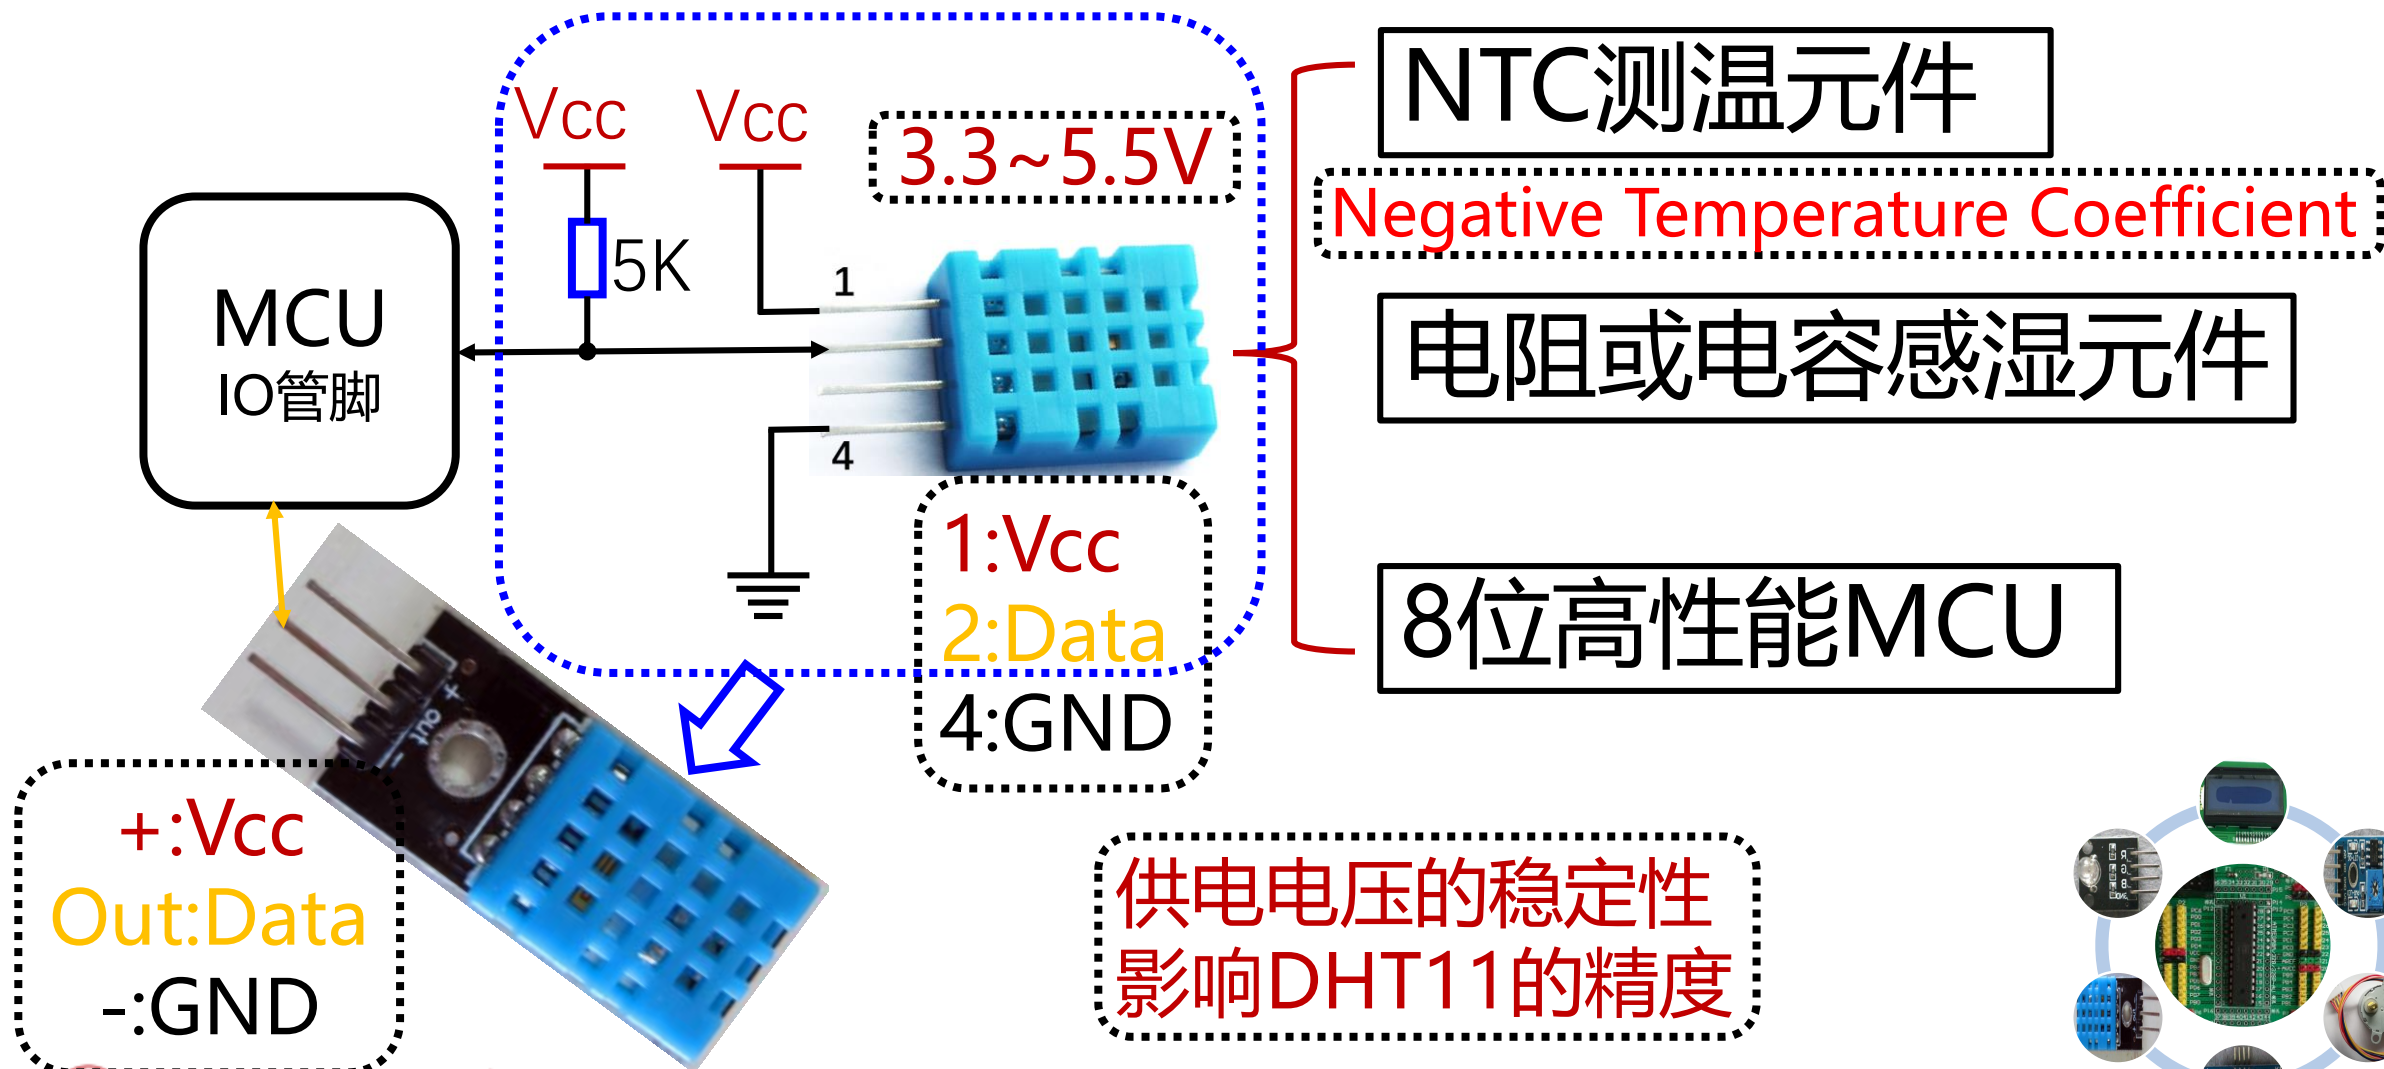 Vcc
Vcc
3.3~5.5V
5K
MCU
IO管脚
1
4
1:Vcc
2:Data
4:GND
+
out
-
+:Vcc
Out:Data
-:GND
NTC测温元件
Negative Temperature Coefficient
电阻或电容感湿元件
8位高性能MCU
供电电压的稳定性
影响DHT11的精度